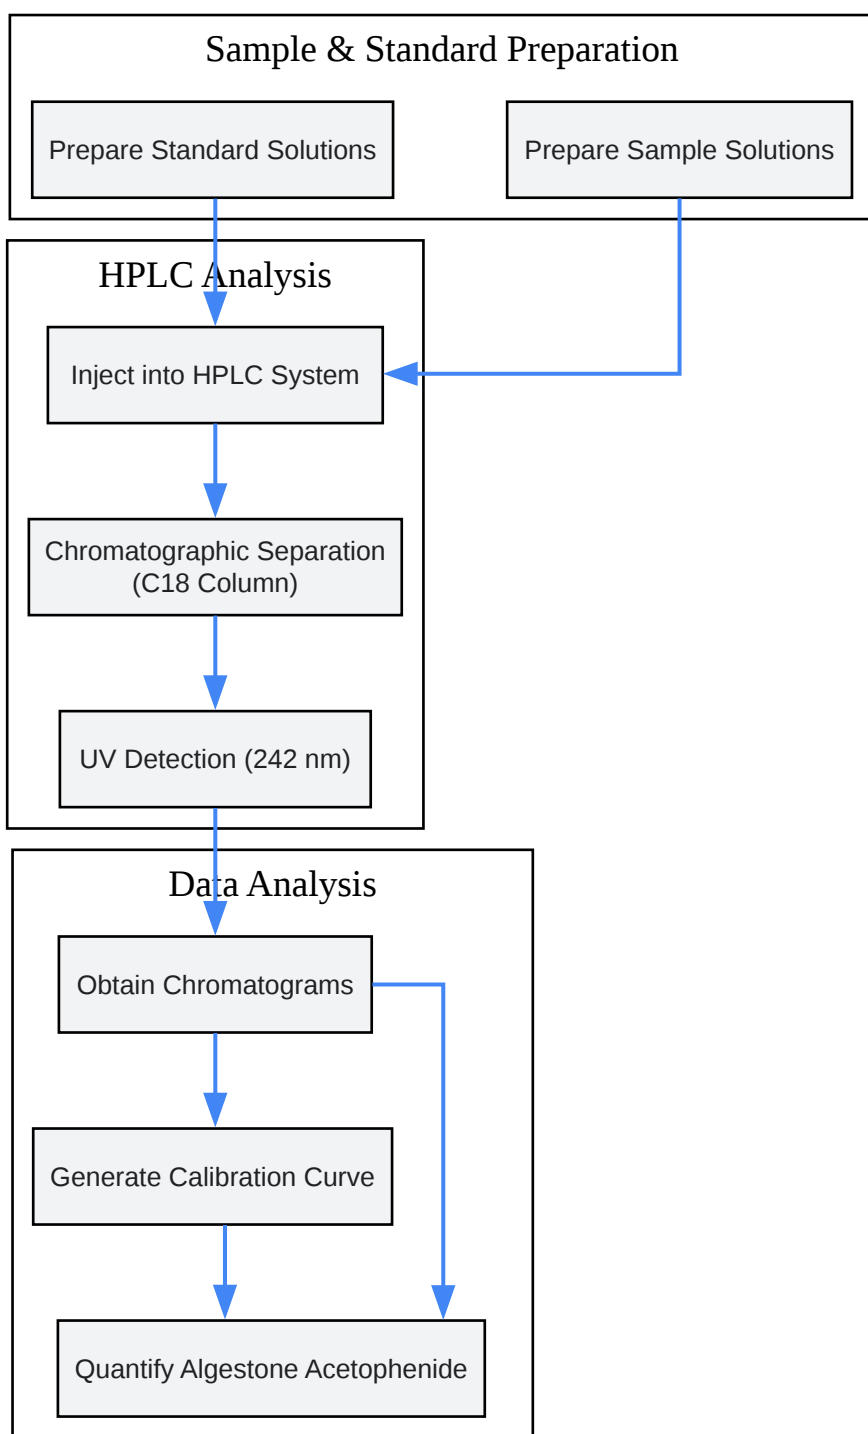 Sample & Standard Preparation
Prepare Standard Solutions
Prepare Sample Solutions
HPLC Analysis
Inject into HPLC System
Chromatographic Separation
(C18 Column)
UV Detection (242 nm)
Data Analysis
Obtain Chromatograms
Generate Calibration Curve
Quantify Algestone Acetophenide